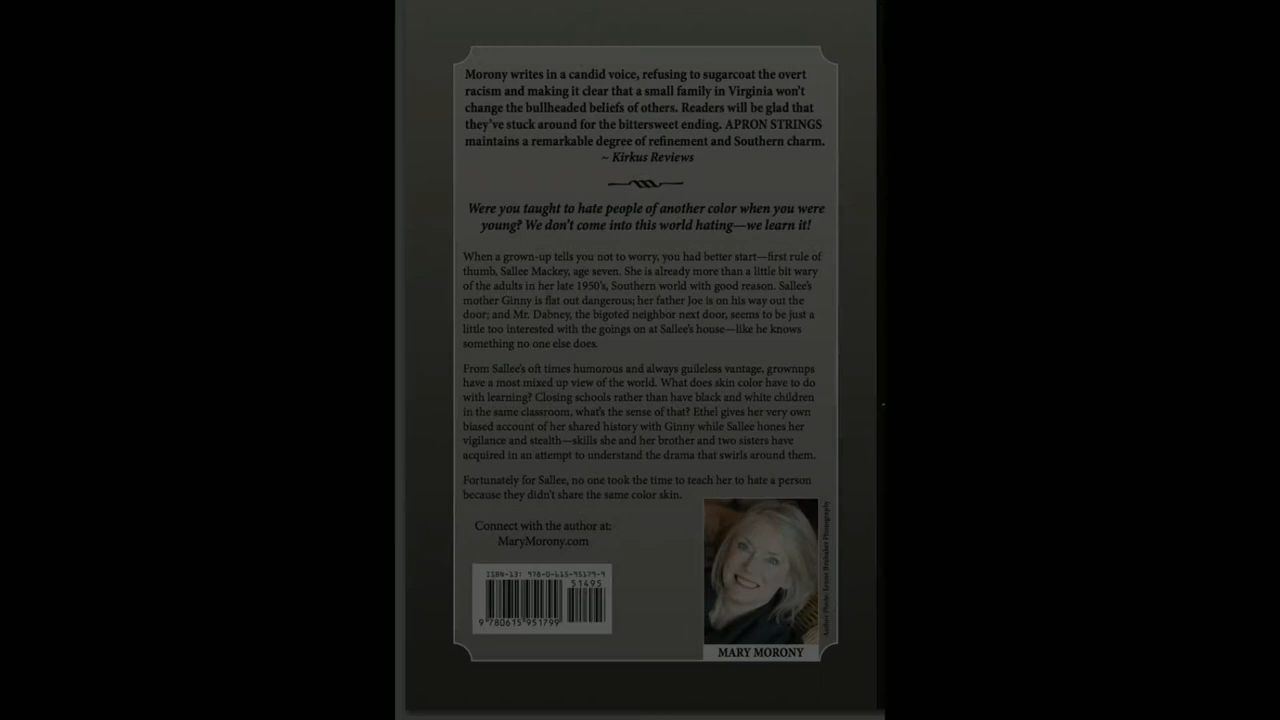 Morony writes in a candid voice, refusing to sugarcoat the overt
racism and making it clear that a small family in Virginia won't
change the bullheaded beliefs of others. Readers will be glad that
they've stuck around for the bittersweet ending. APRON STRINGS
maintains a remarkable degree of refinement and Southern charm.
~ Kirkus Reviews
Were you taught to hate people of another color when you were
young? We don't come into this world hating—we learn it!
When a grown-up tells you not to worry, you had better start—first rule of
thumb, Sallee Mackey, age seven. She is already more than a little bit wary
of the adults in her late 1950's, Southern world with good reason. Sallee's
mother Ginny is flat out dangerous; her father Joe is on his way out the
door; and Mr. Dabney, the bigoted neighbor next door, seems to be just a
little too interested with the goings on at Sallee's house—like he knows
something no one else does.
From Sallee's oft times humorous and always guileless vantage, grownups
have a most mixed up view of the world. What does skin color have to do
with learning? Closing schools rather than have black and white children
in the same classroom, what's the sense of that? Ethel gives her very own
biased account of her shared history with Ginny while Sallee hones her
vigilance and stealth—skills she and her brother and two sisters have
acquired in an attempt to understand the drama that swirls around them.
Fortunately for Sallee, no one took the time to teach her to hate a person
because they didn't share the same color skin.
Connect with the author at:
MaryMorony.com
ISBN-13: 978-0-615-95179-9
51495
9 780615 951799
Author Photo: Photography
MARY MORONY